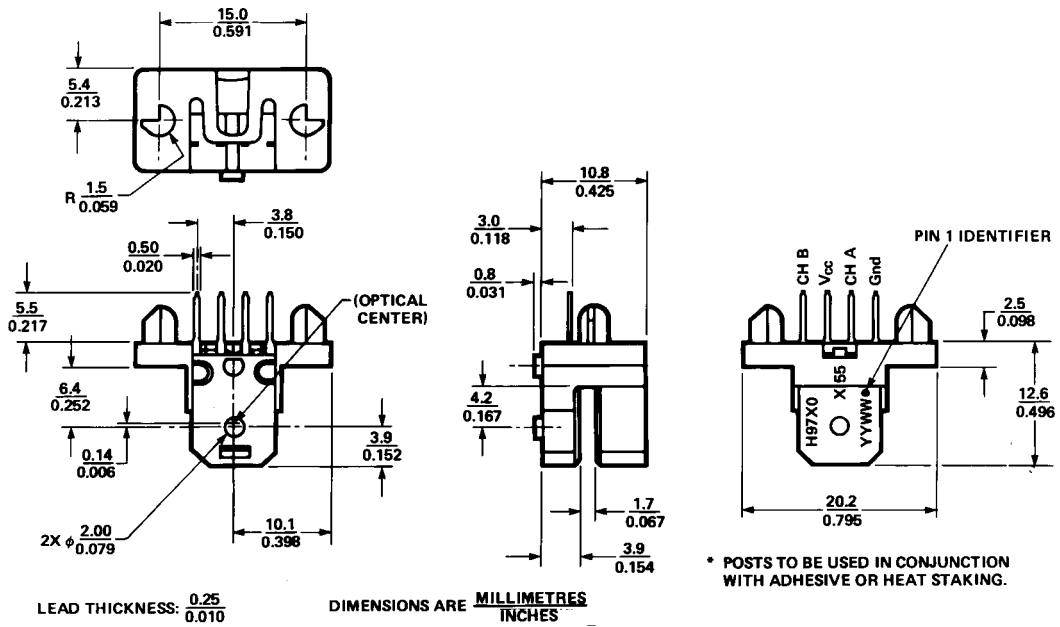 15.0
0.591
5.4
0.213
R 1.5
0.059
3.8
0.150
0.50
0.020
5.5
0.217
(OPTICAL
CENTER)
6.4
0.252
0.14
0.006
3.9
0.152
2X ϕ 2.00
0.079
10.1
0.398
LEAD THICKNESS: 0.25
0.010
10.8
0.425
3.0
0.118
0.8
0.031
4.2
0.167
1.7
0.067
3.9
0.154
DIMENSIONS ARE MILLIMETRES
INCHES
PIN 1 IDENTIFIER
CH B
Vcc
CH A
Gnd
2.5
0.098
X155
H97X0
YYWW
12.6
0.496
20.2
0.795
* POSTS TO BE USED IN CONJUNCTION
WITH ADHESIVE OR HEAT STAKING.